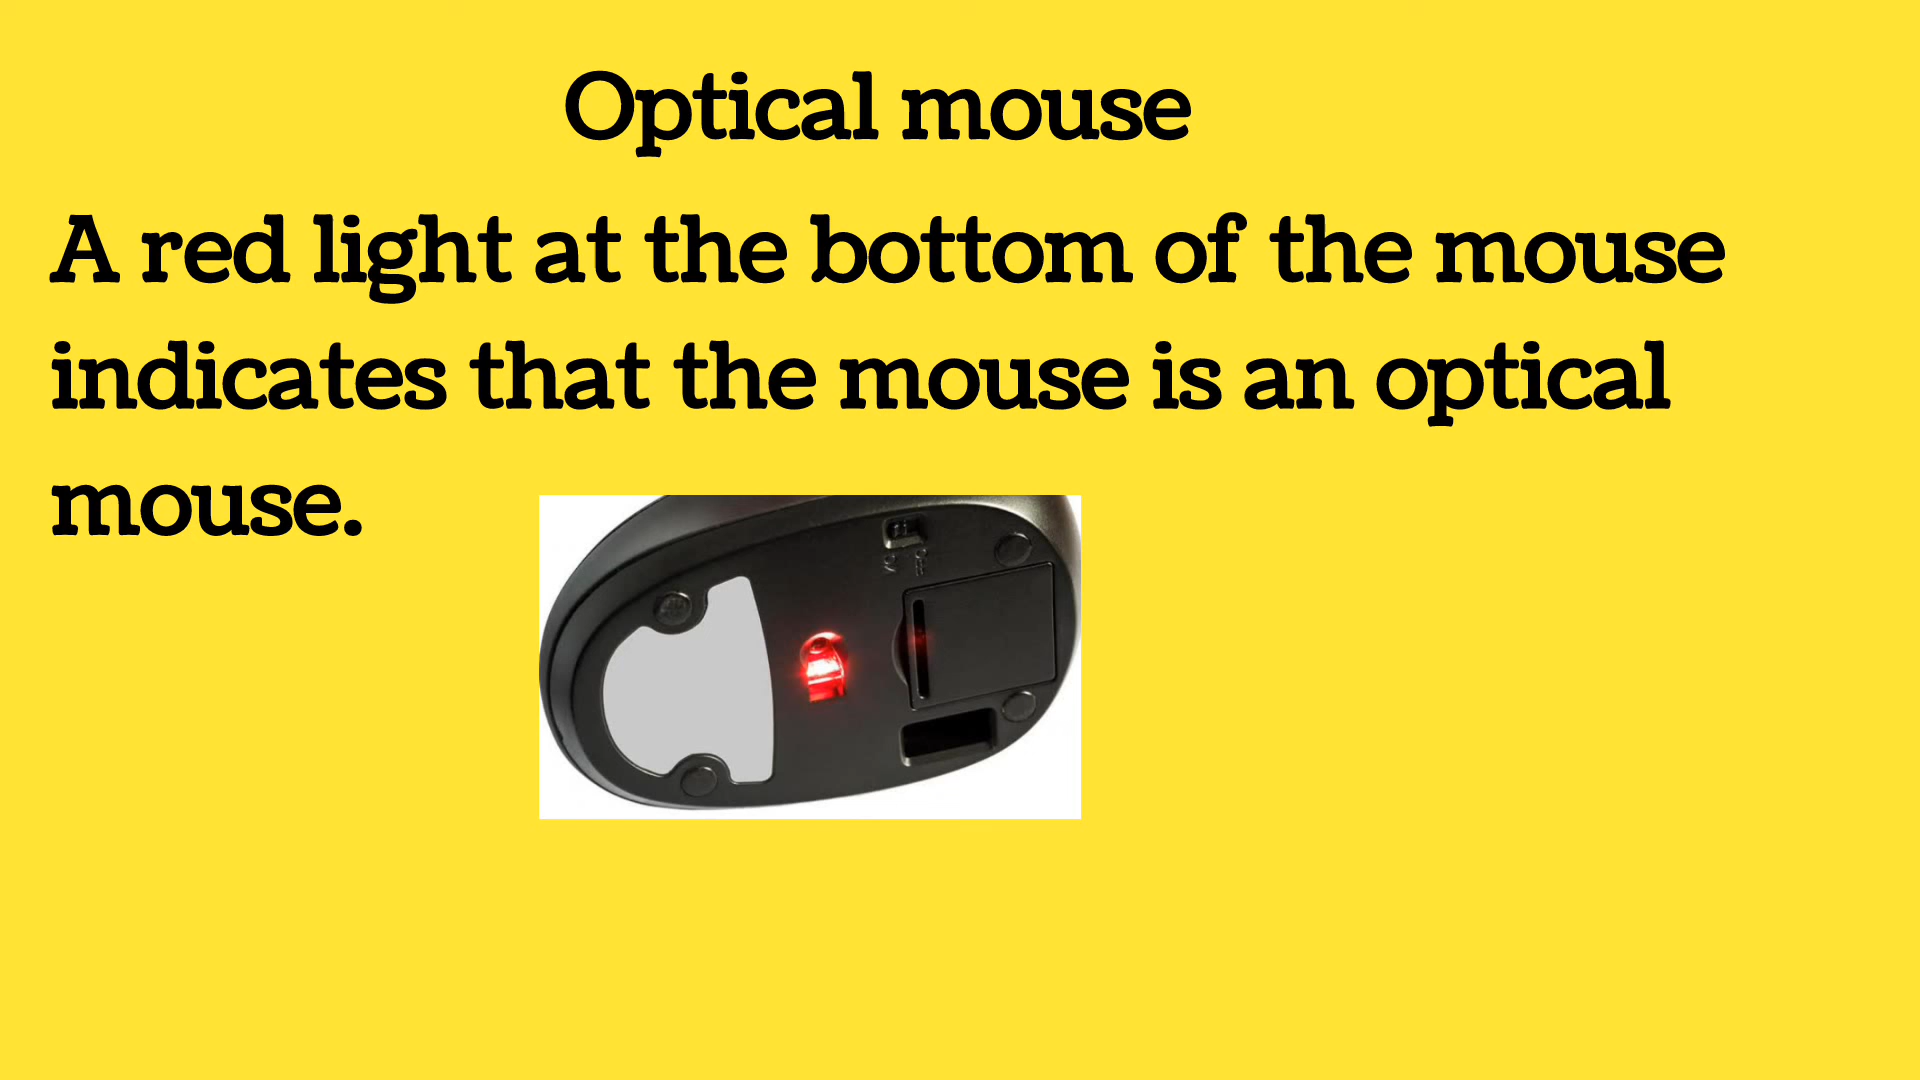 Optical mouse
A red light at the bottom of the mouse
indicates that the mouse is an optical
mouse.